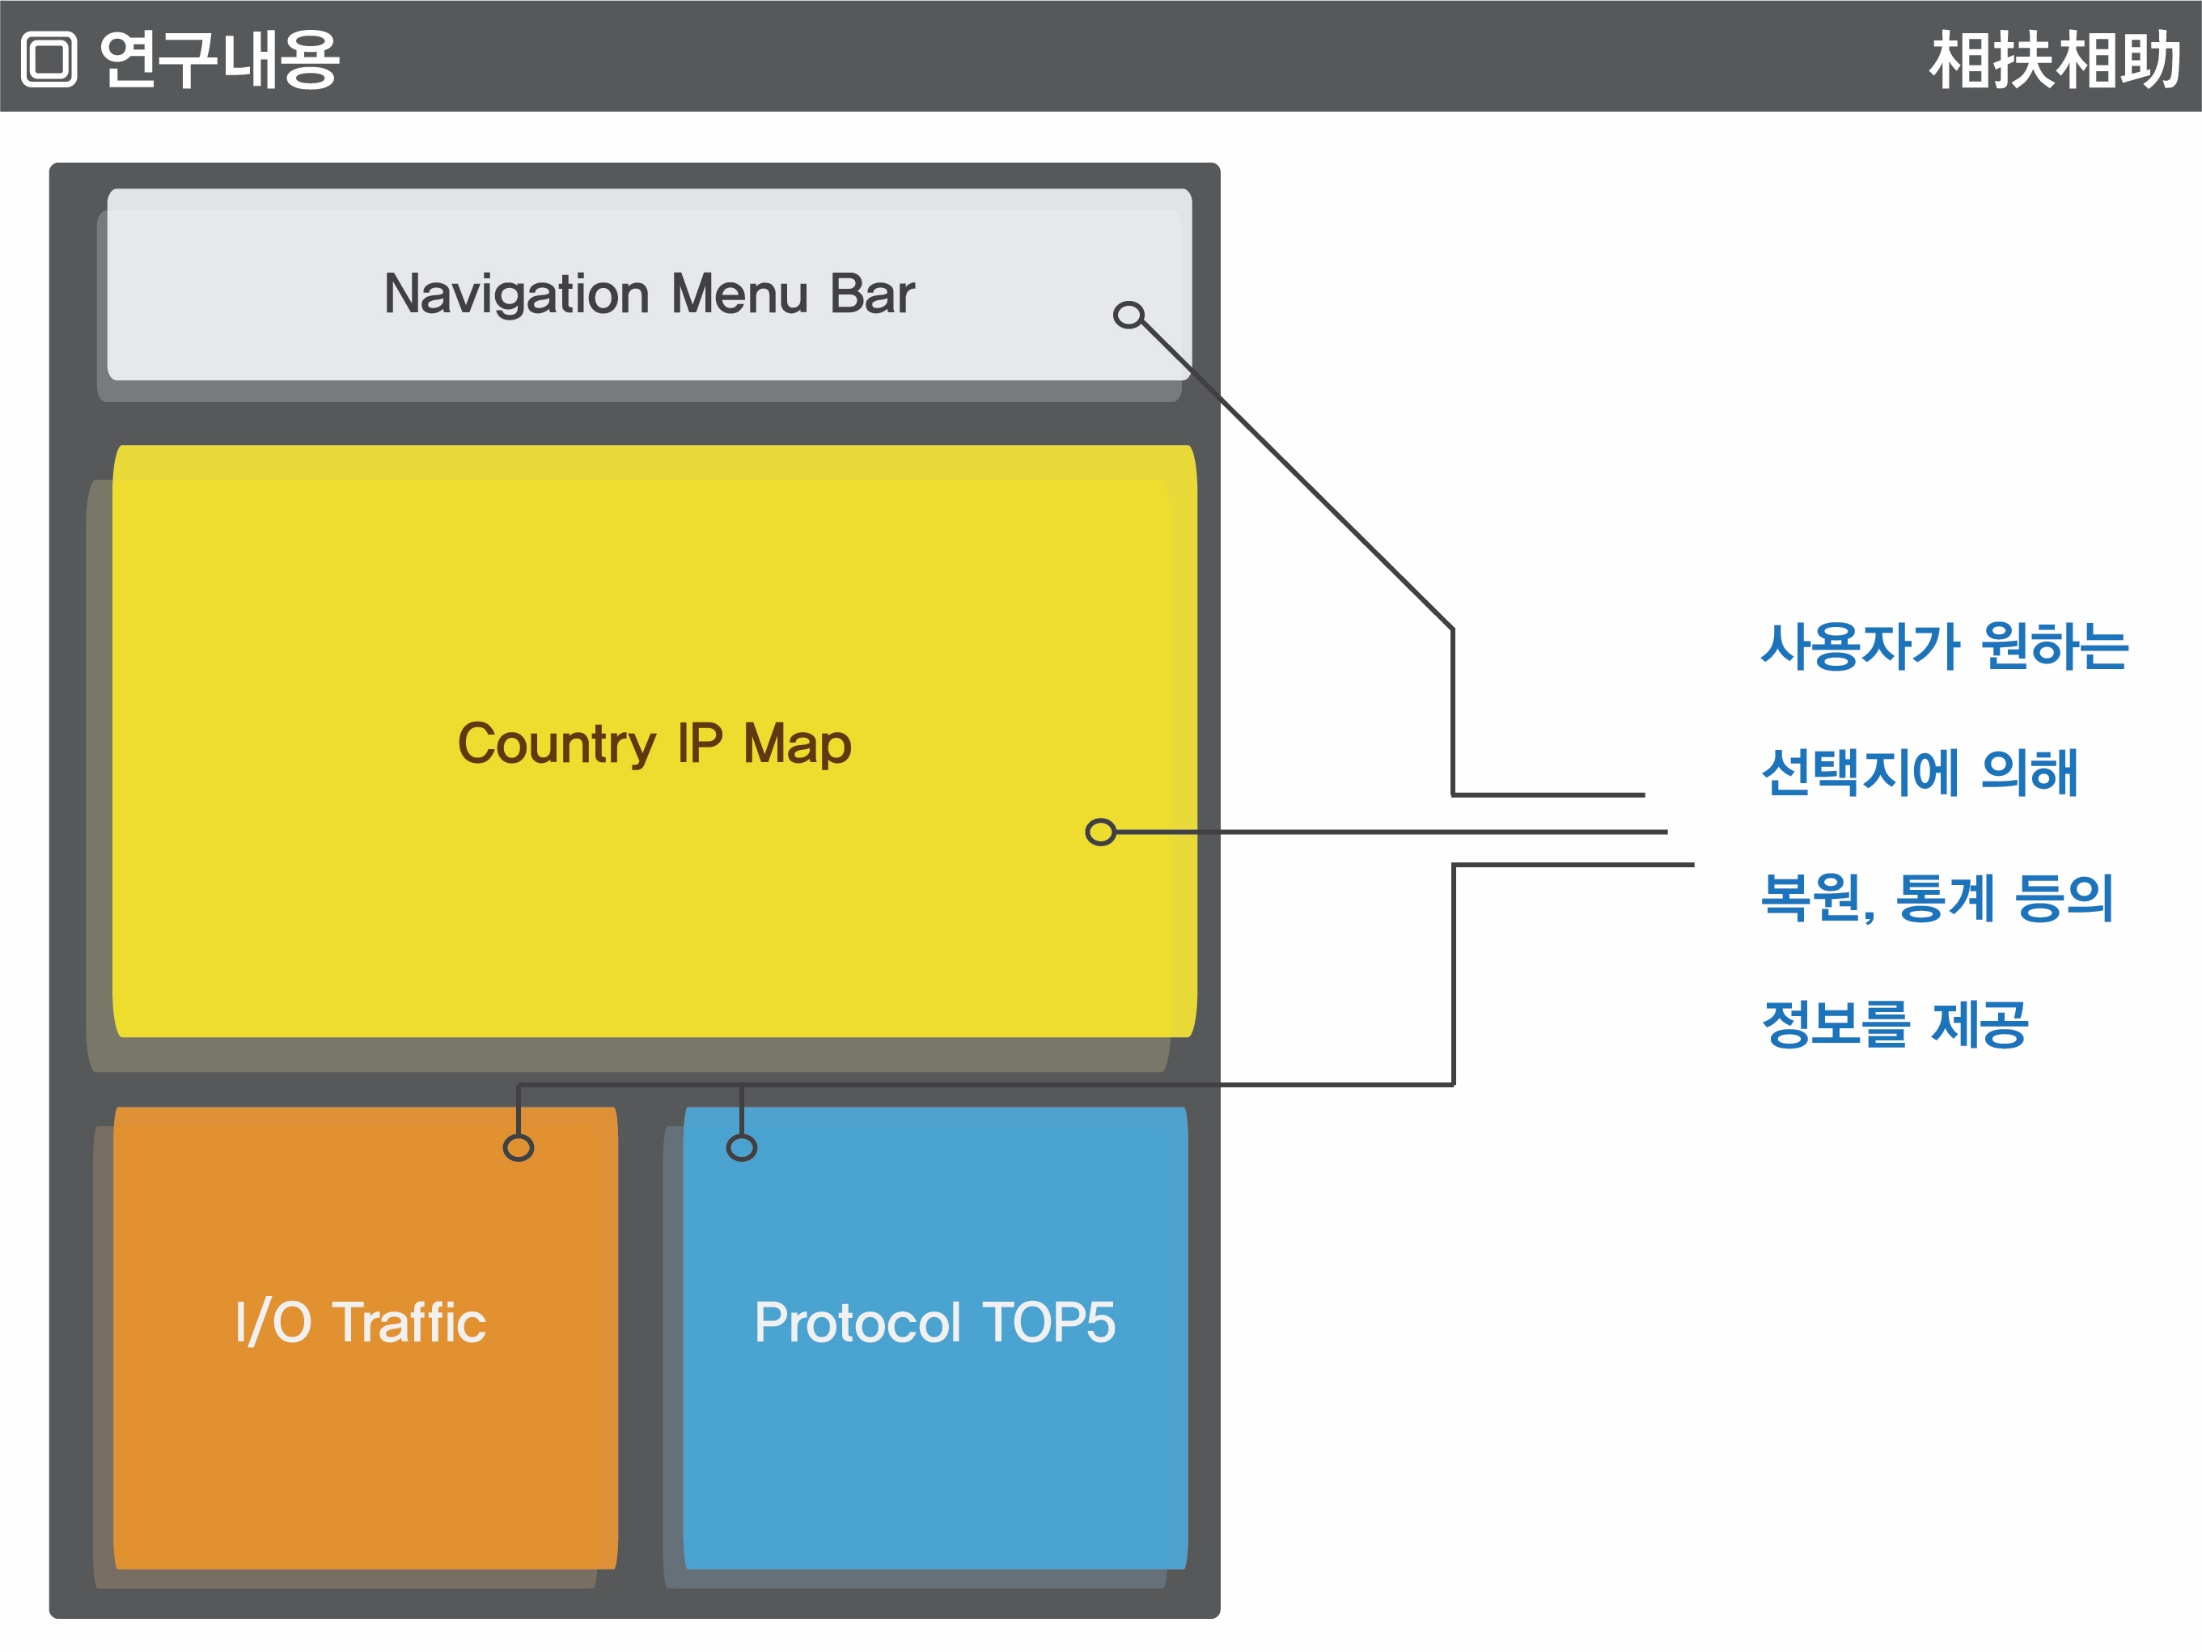 연구내용
相扶相助
Navigation Menu Bar
Country IP Map
I/O Traffic
Protocol TOP5
사용자가 원하는
선택지에 의해
복원, 통계 등의
정보를 제공